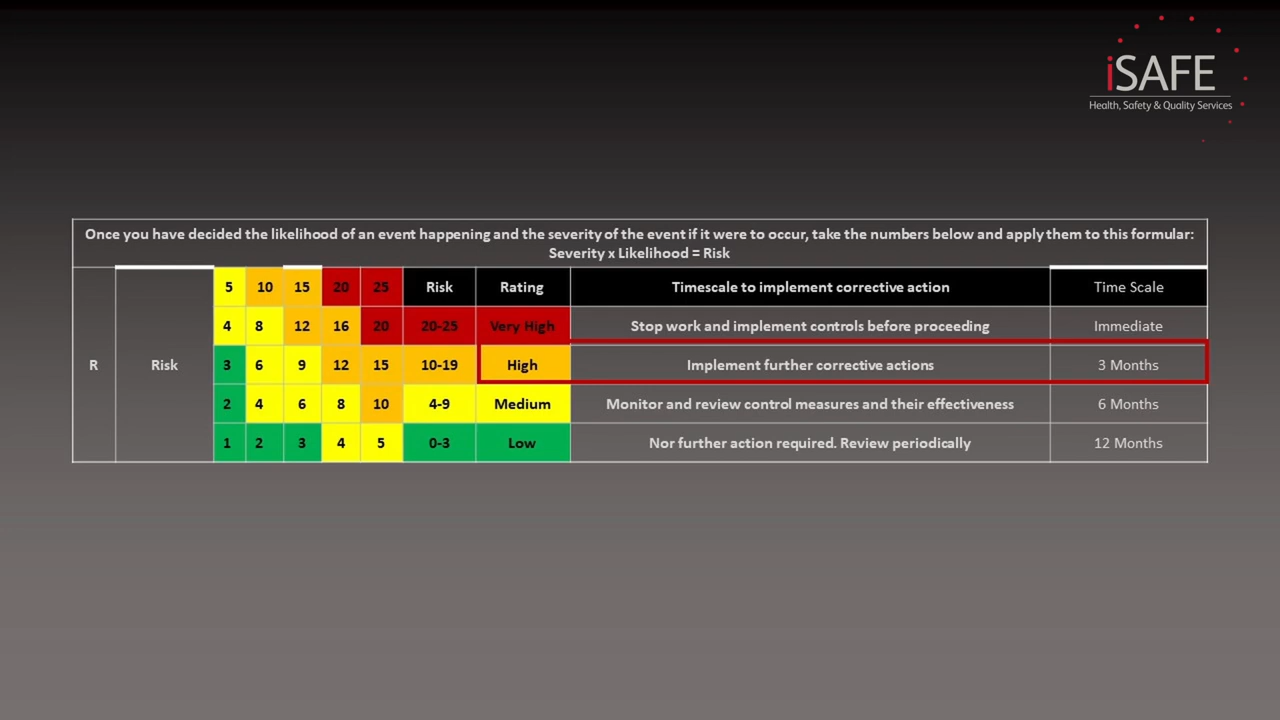 iSAFE
Health, Safety & Quality Services
Once you have decided the likelihood of an event happening and the severity of the event if it were to occur, take the numbers below and apply them to this formular:
Severity x Likelihood = Risk
5 10 15 20 25 Risk Rating Timescale to implement corrective action Time Scale
4 8 12 16 20 20-25 Very High Stop work and implement controls before proceeding Immediate
R Risk 3 6 9 12 15 10-19 High Implement further corrective actions 3 Months
2 4 6 8 10 4-9 Medium Monitor and review control measures and their effectiveness 6 Months
1 2 3 4 5 0-3 Low Nor further action required. Review periodically 12 Months